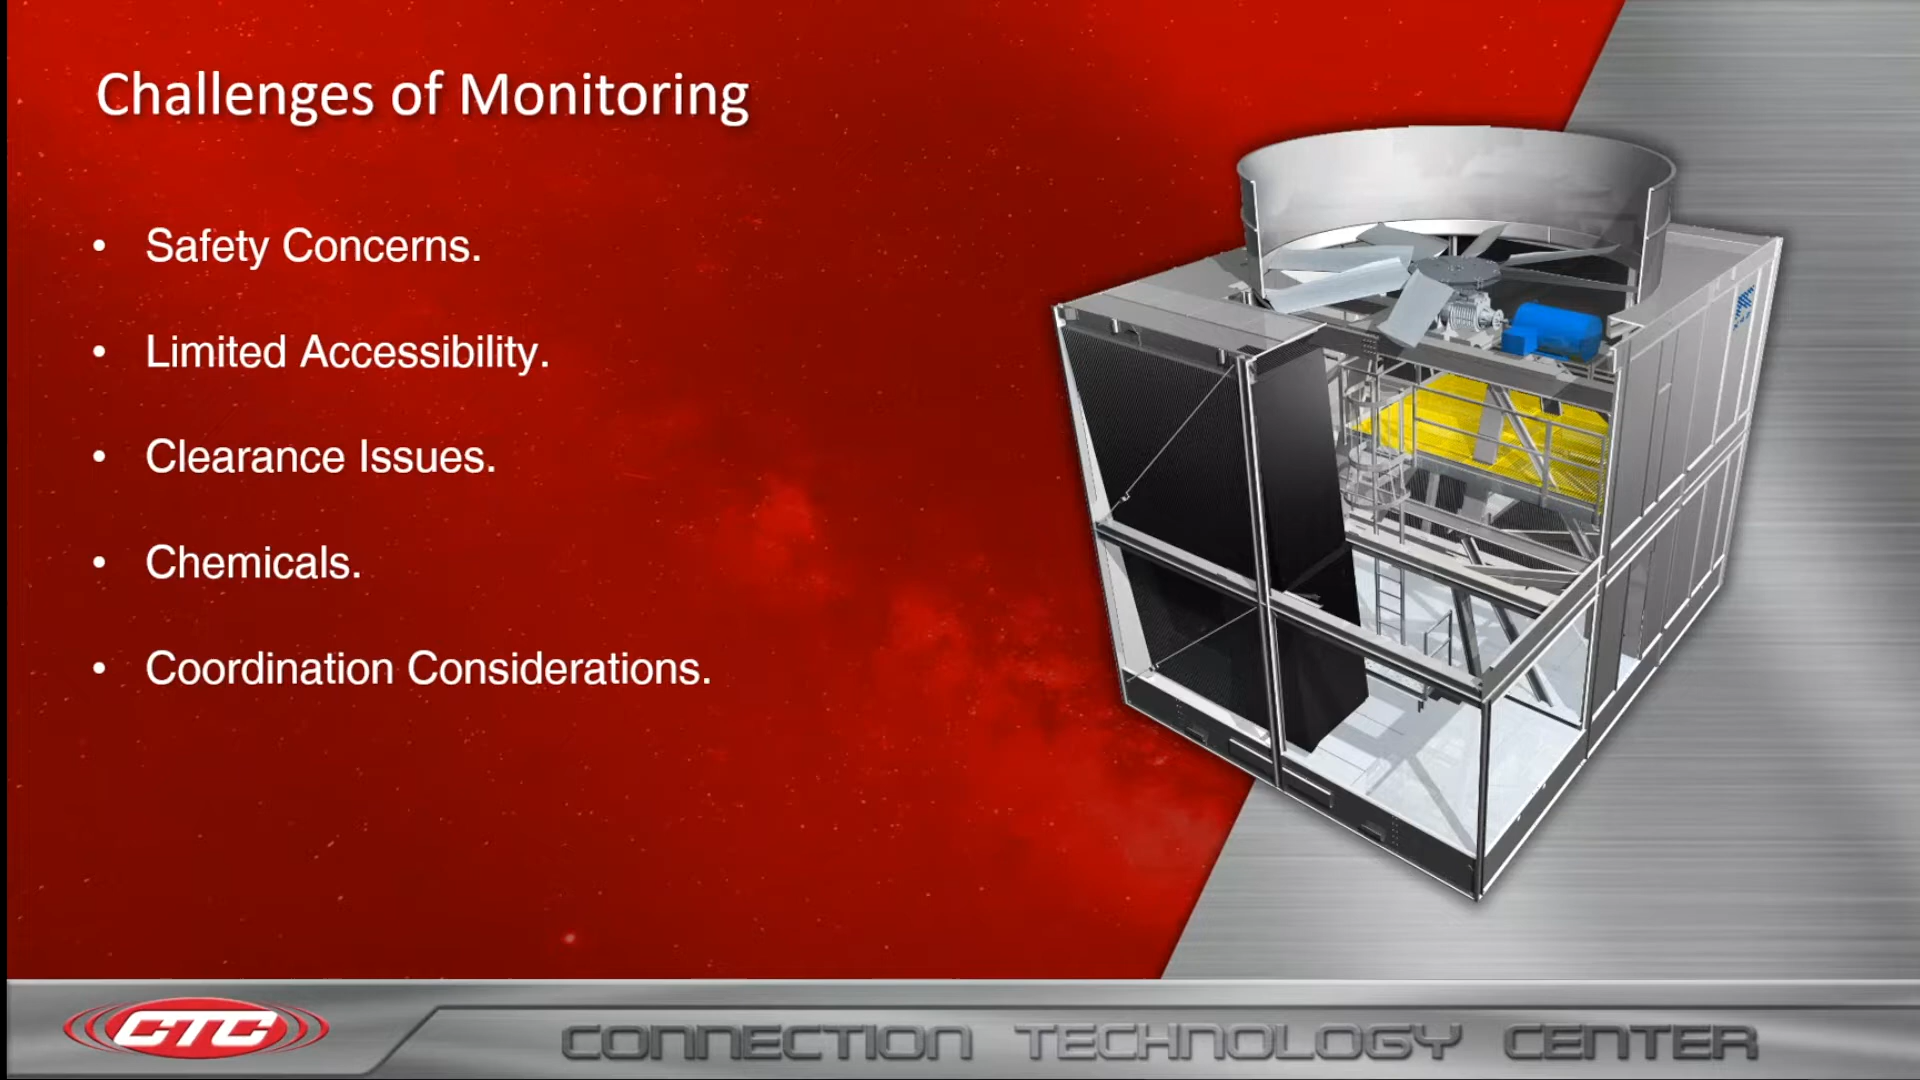 Challenges of Monitoring
• Safety Concerns.
• Limited Accessibility.
• Clearance Issues.
• Chemicals.
• Coordination Considerations.
CTC
CONNECTION TECHNOLOGY CENTER